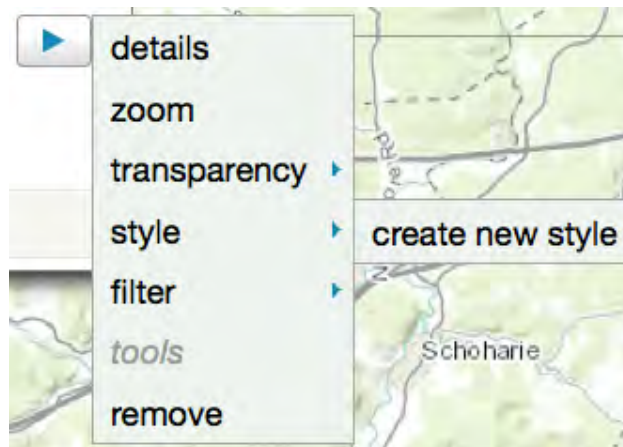 details
zoom
transparency
style
create new style
filter
tools
remove
Schoharie